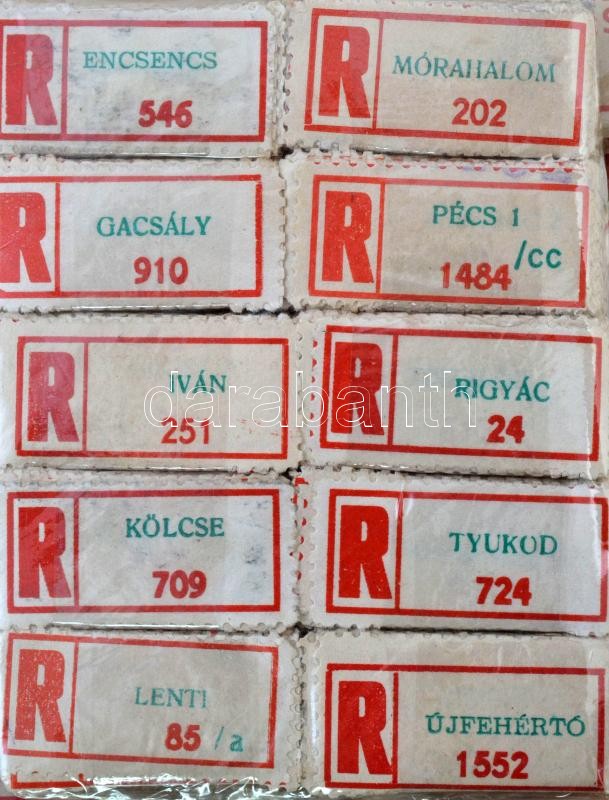 R ENCSENCS
546
R MÓRAHALOM
202
R GACSÁLY
910
R PÉCS 1
1484 /cc
R IVÁN
251
R RIGYÁC
24
R KÖLCSE
709
R TYUKOD
724
R LENTI
85 /a
R ÚJFEHÉRTÓ
1552
darabanth